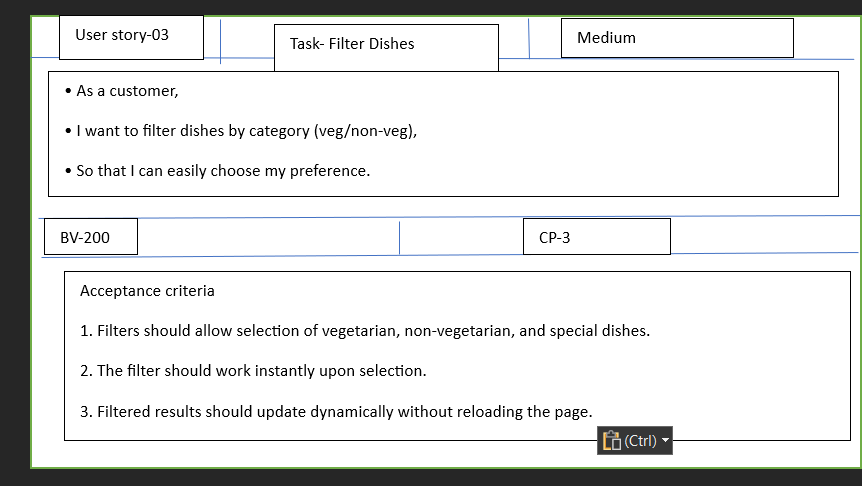 User story-03
Task- Filter Dishes
Medium
• As a customer,
• I want to filter dishes by category (veg/non-veg),
• So that I can easily choose my preference.
BV-200
CP-3
Acceptance criteria
1. Filters should allow selection of vegetarian, non-vegetarian, and special dishes.
2. The filter should work instantly upon selection.
3. Filtered results should update dynamically without reloading the page.
(Ctrl)